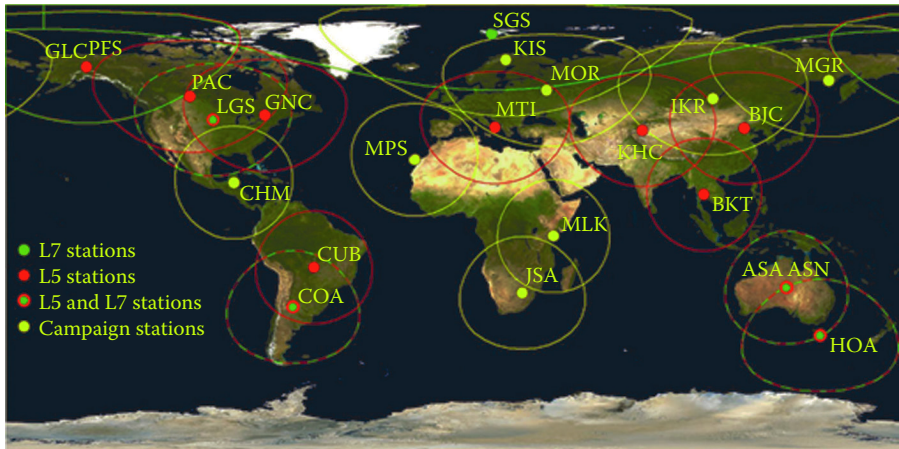 SGS
GLC PFS
KIS
PAC
MOR
MGR
LGS
GNC
MTI
IKR
BJC
MPS
KHC
CHM
BKT
MLK
L7 stations
CUB
ASA ASN
L5 stations
JSA
L5 and L7 stations
COA
Campaign stations
HOA